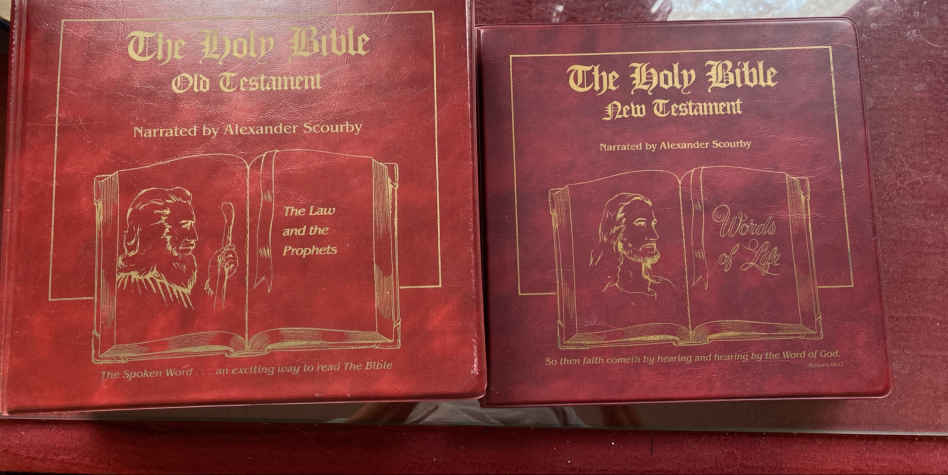 The Holy Bible
Old Testament
Narrated by Alexander Scourby
The Law
and the
Prophets
The Spoken Word . . . an exciting way to read The Bible
The Holy Bible
New Testament
Narrated by Alexander Scourby
Words
of Life
So then faith cometh by hearing and hearing by the Word of God.